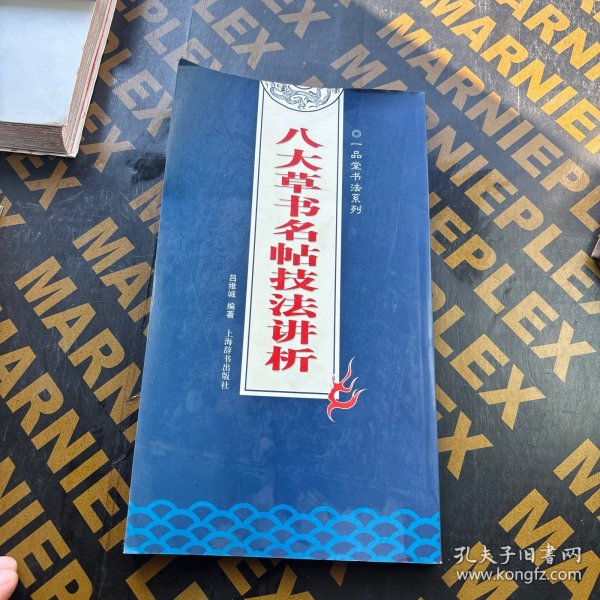 ◎一品堂书法系列
八大草书名帖技法讲析
吕维诚 编著
上海辞书出版社
MARNIEPLEX
MARNIEPLEX
MARNIEPLEX
孔夫子旧书网
www.kongfz.com